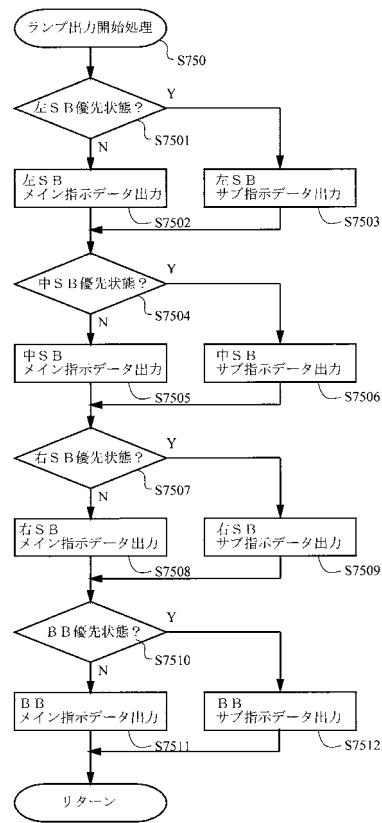 ランプ出力開始処理
S750
左SB優先状態?
Y
S7501
N
左SB
メイン指示データ出力
S7502
左SB
サブ指示データ出力
S7503
中SB優先状態?
Y
S7504
N
中SB
メイン指示データ出力
S7505
中SB
サブ指示データ出力
S7506
右SB優先状態?
Y
S7507
N
右SB
メイン指示データ出力
S7508
右SB
サブ指示データ出力
S7509
BB優先状態?
Y
S7510
N
BB
メイン指示データ出力
S7511
BB
サブ指示データ出力
S7512
リターン